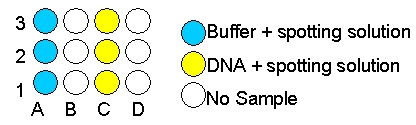 3
2
1
A B C D
Buffer + spotting solution
DNA + spotting solution
No Sample